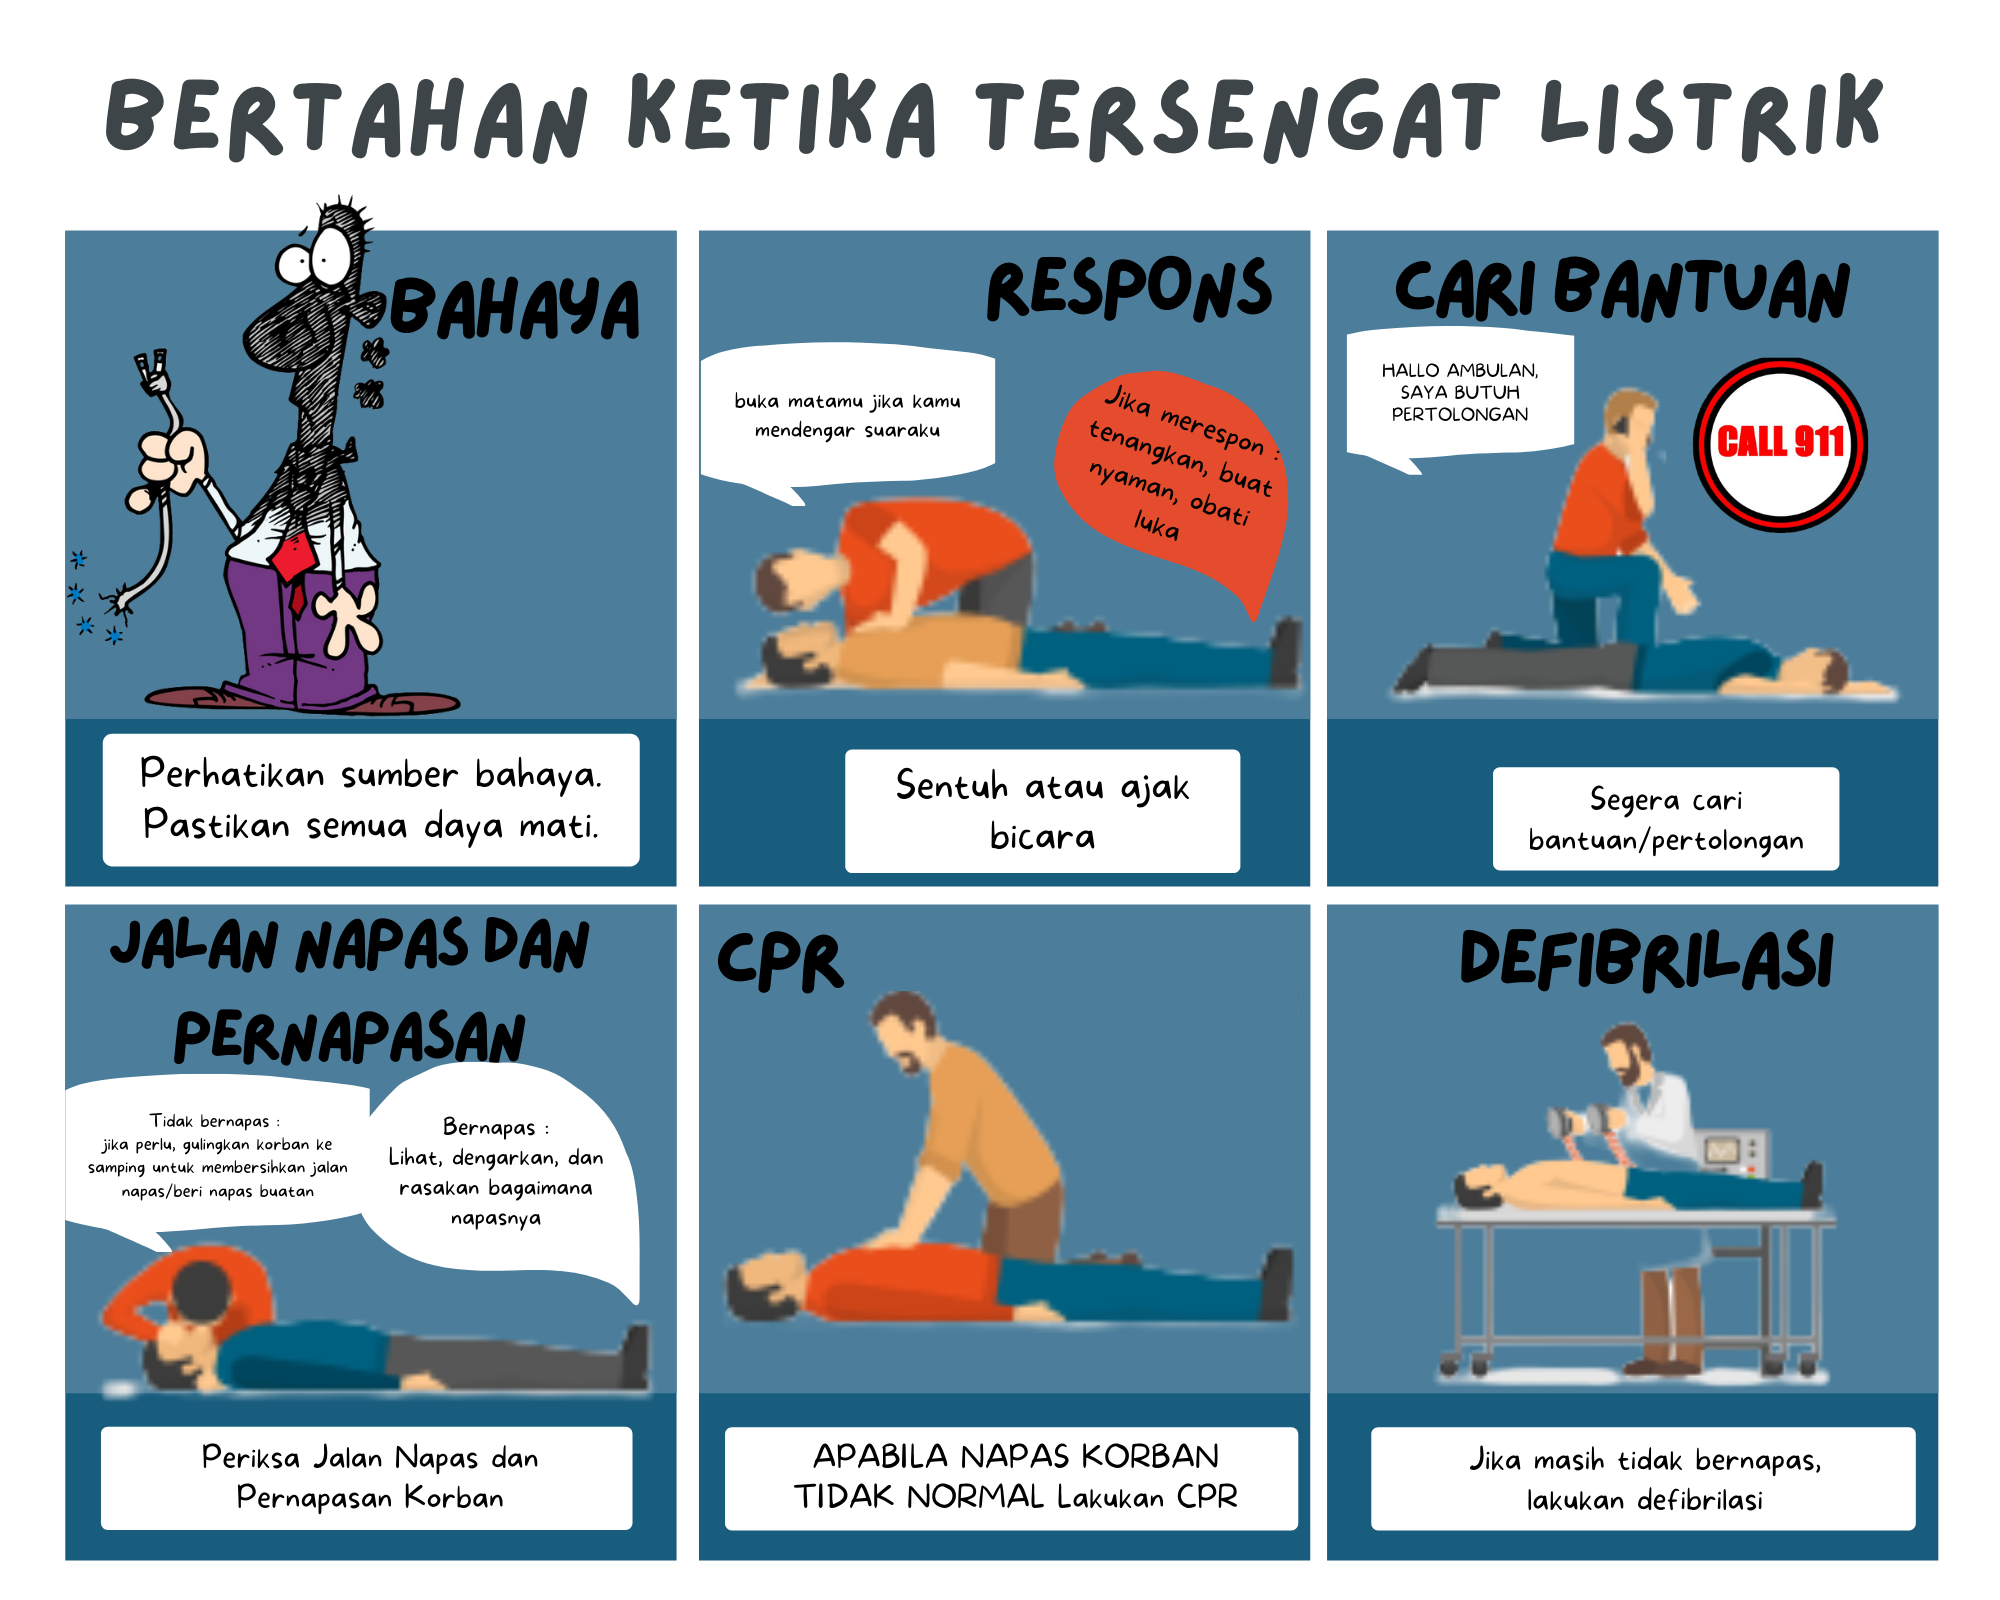 BERTAHAN KETIKA TERSENGAT LISTRIK
BAHAYA
Perhatikan sumber bahaya.
Pastikan semua daya mati.
RESPONS
buka matamu jika kamu
mendengar suaraku
Jika merespon :
tenangkan, buat
nyaman, obati
luka
Sentuh atau ajak
bicara
CARI BANTUAN
HALLO AMBULAN,
SAYA BUTUH
PERTOLONGAN
CALL 911
Segera cari
bantuan/pertolongan
JALAN NAPAS DAN
PERNAPASAN
Tidak bernapas :
jika perlu, gulingkan korban ke
samping untuk membersihkan jalan
napas/beri napas buatan
Bernapas :
Lihat, dengarkan, dan
rasakan bagaimana
napasnya
Periksa Jalan Napas dan
Pernapasan Korban
CPR
APABILA NAPAS KORBAN
TIDAK NORMAL Lakukan CPR
DEFIBRILASI
Jika masih tidak bernapas,
lakukan defibrilasi